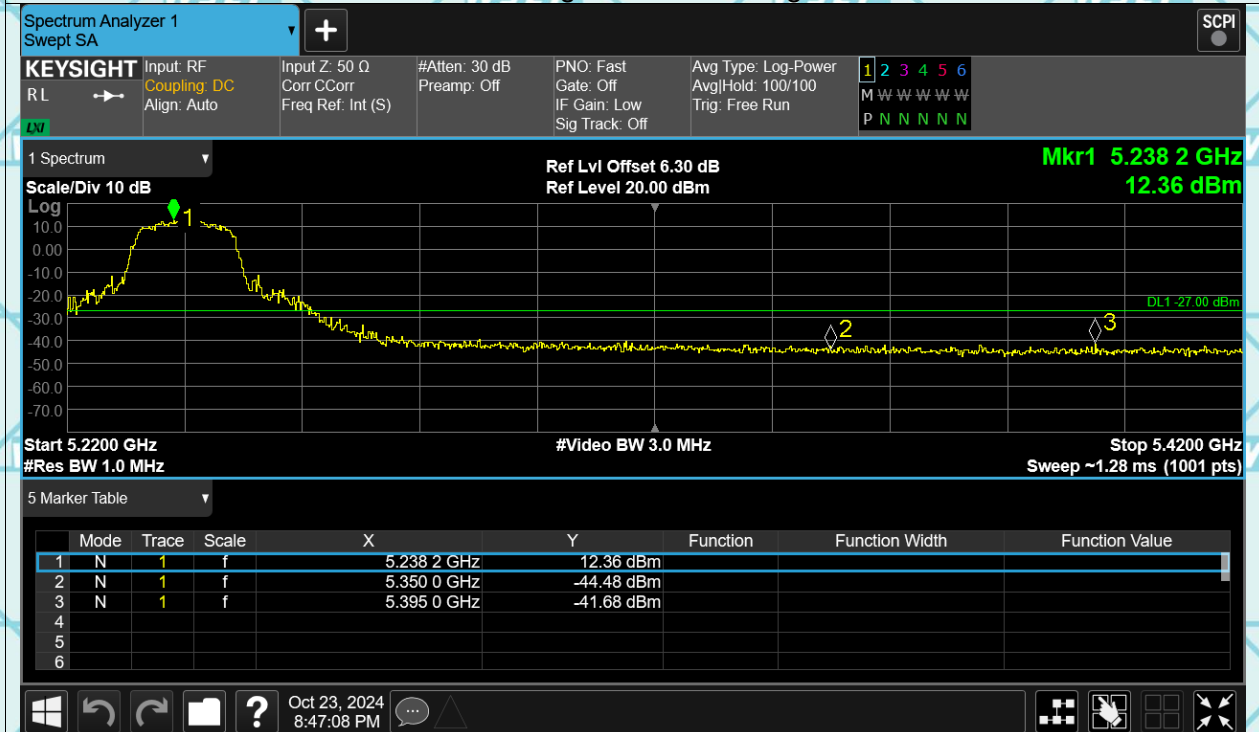 Spectrum Analyzer 1
Swept SA
+
SCPI
KEYSIGHT
RL
LXI
Input: RF
Coupling: DC
Align: Auto
Input Z: 50 Ω
Corr CCorr
Freq Ref: Int (S)
#Atten: 30 dB
Preamp: Off
PNO: Fast
Gate: Off
IF Gain: Low
Sig Track: Off
Avg Type: Log-Power
Avg|Hold: 100/100
Trig: Free Run
1 2 3 4 5 6
M W W W W W
P N N N N N
1 Spectrum
Scale/Div 10 dB
Ref Lvl Offset 6.30 dB
Ref Level 20.00 dBm
Mkr1 5.238 2 GHz
12.36 dBm
Log
10.0
0.00
-10.0
-20.0
-30.0
-40.0
-50.0
-60.0
-70.0
1
2
3
DL1 -27.00 dBm
Start 5.2200 GHz
#Video BW 3.0 MHz
Stop 5.4200 GHz
#Res BW 1.0 MHz
Sweep ~1.28 ms (1001 pts)
5 Marker Table
Mode Trace Scale X Y Function Function Width Function Value
1 N 1 f 5.238 2 GHz 12.36 dBm
2 N 1 f 5.350 0 GHz -44.48 dBm
3 N 1 f 5.395 0 GHz -41.68 dBm
4
5
6
?
Oct 23, 2024
8:47:08 PM